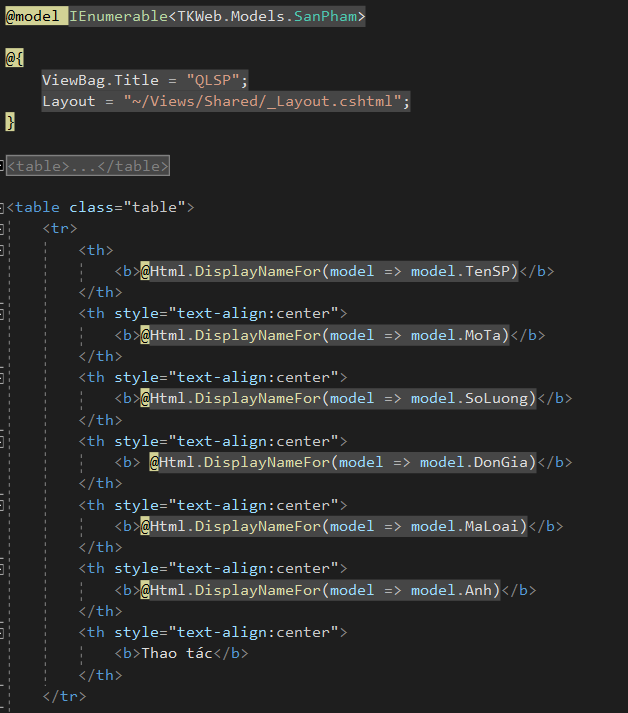 @model IEnumerable<TKWeb.Models.SanPham>
@{
ViewBag.Title = "QLSP";
Layout = "~/Views/Shared/_Layout.cshtml";
}
<table>...</table>
<table class="table">
<tr>
<th>
<b>@Html.DisplayNameFor(model => model.TenSP)</b>
</th>
<th style="text-align:center">
<b>@Html.DisplayNameFor(model => model.MoTa)</b>
</th>
<th style="text-align:center">
<b>@Html.DisplayNameFor(model => model.SoLuong)</b>
</th>
<th style="text-align:center">
<b> @Html.DisplayNameFor(model => model.DonGia)</b>
</th>
<th style="text-align:center">
<b>@Html.DisplayNameFor(model => model.MaLoai)</b>
</th>
<th style="text-align:center">
<b>@Html.DisplayNameFor(model => model.Anh)</b>
</th>
<th style="text-align:center">
<b>Thao tác</b>
</th>
</tr>